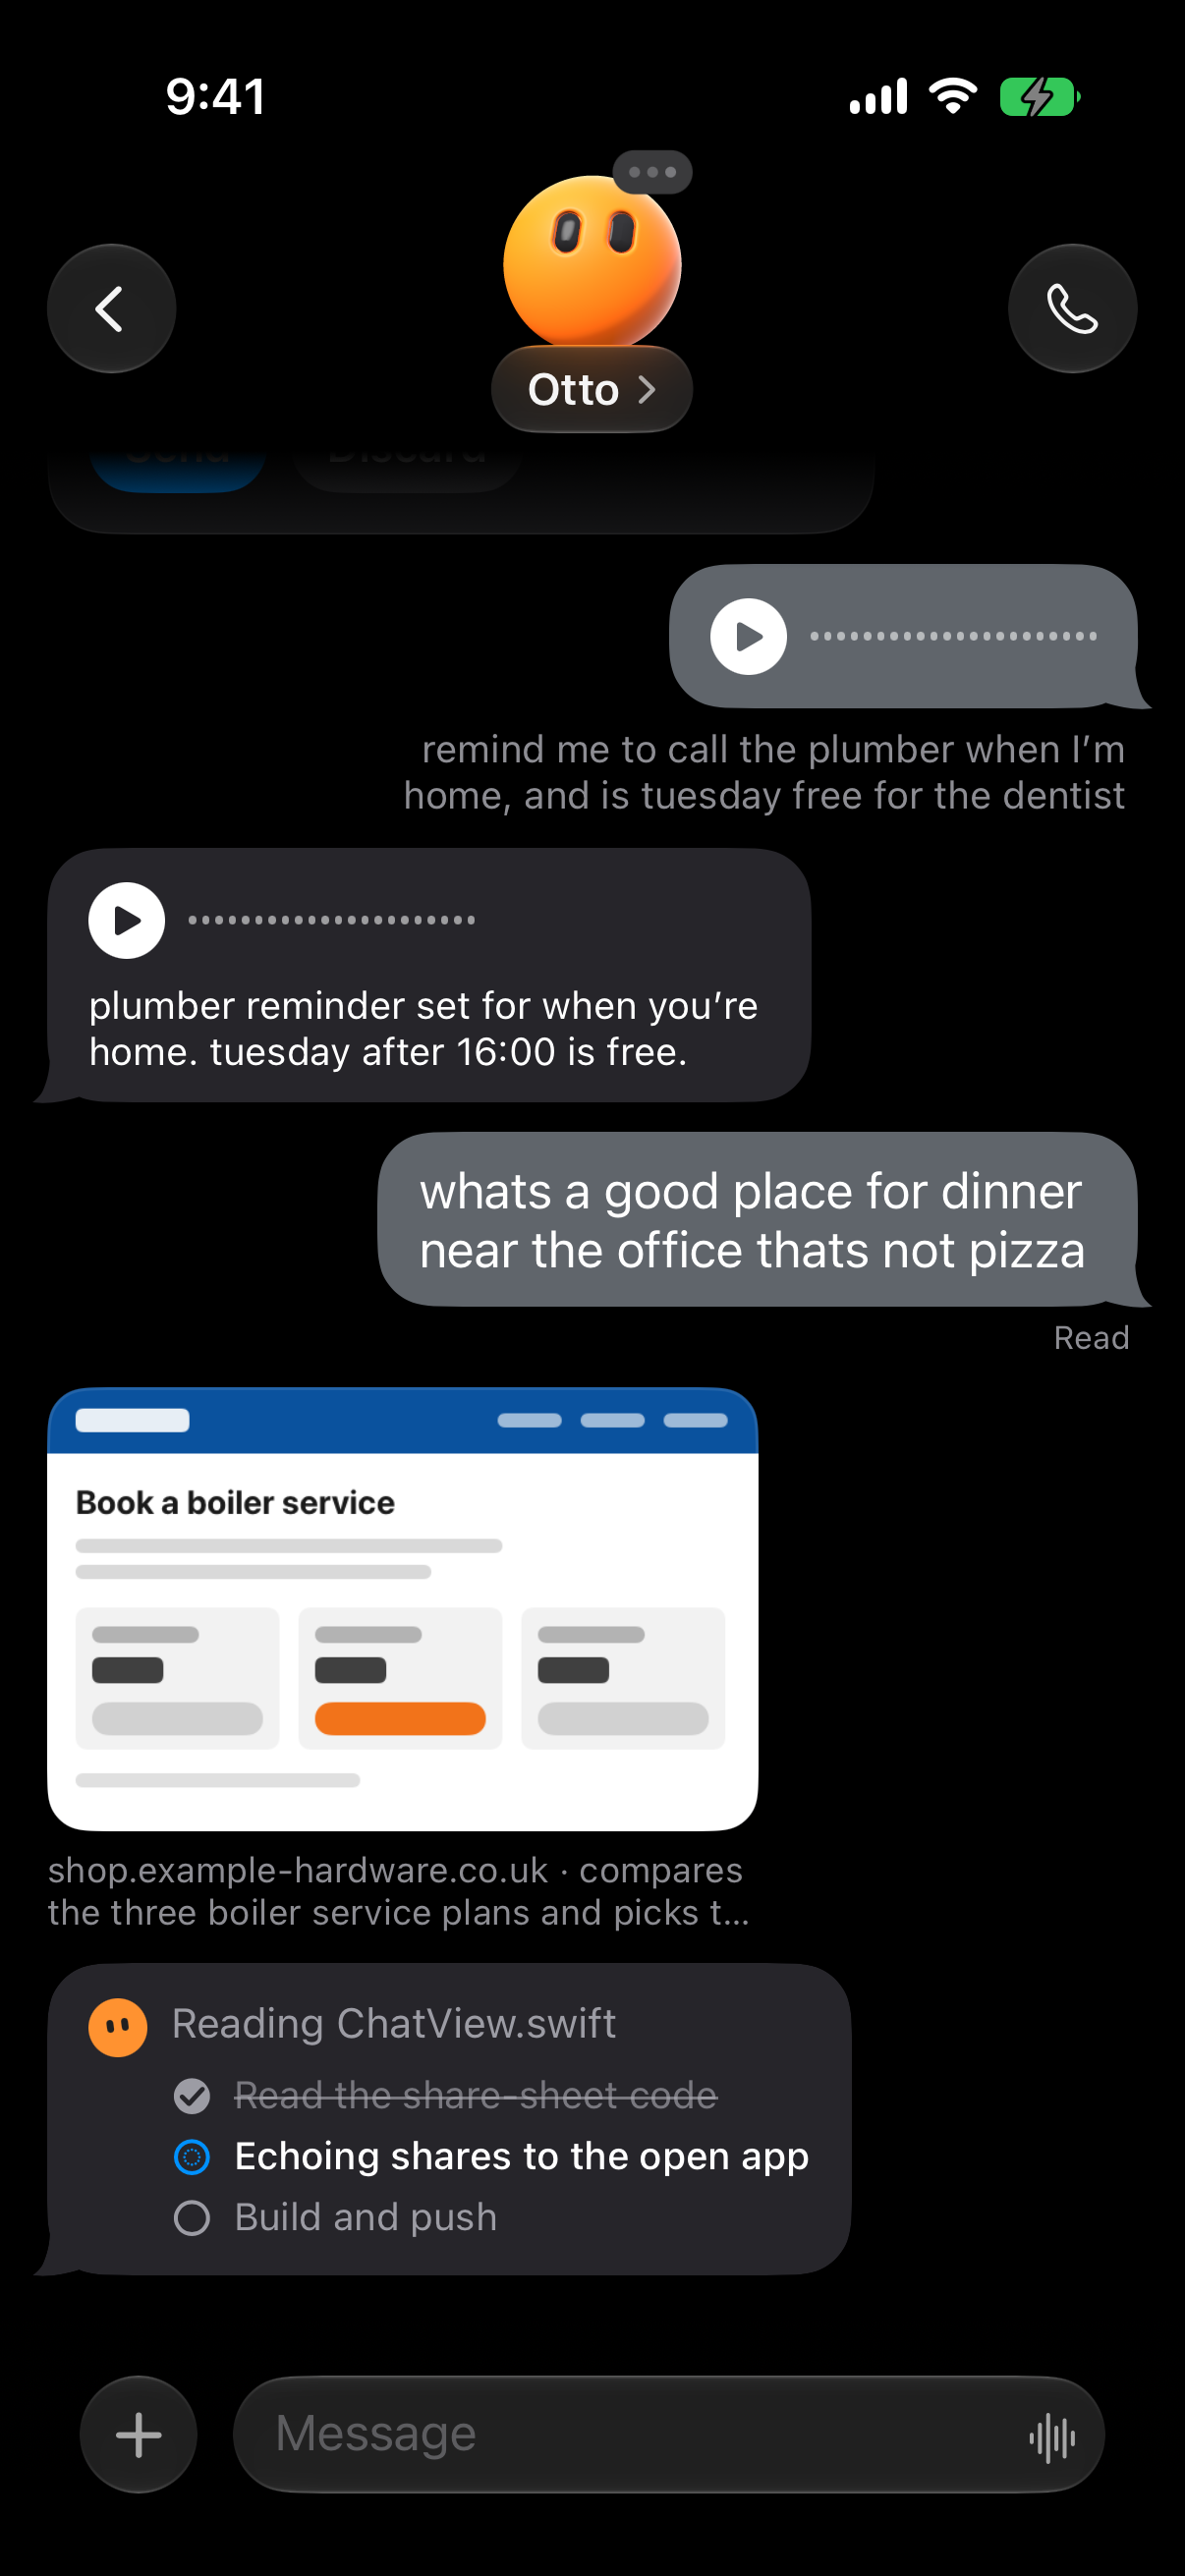 9:41
Otto
Send
Discard
remind me to call the plumber when I’m
home, and is tuesday free for the dentist
plumber reminder set for when you’re
home. tuesday after 16:00 is free.
whats a good place for dinner
near the office thats not pizza
Read
Book a boiler service
shop.example-hardware.co.uk · compares
the three boiler service plans and picks t…
Reading ChatView.swift
Read the share-sheet code
Echoing shares to the open app
Build and push
Message